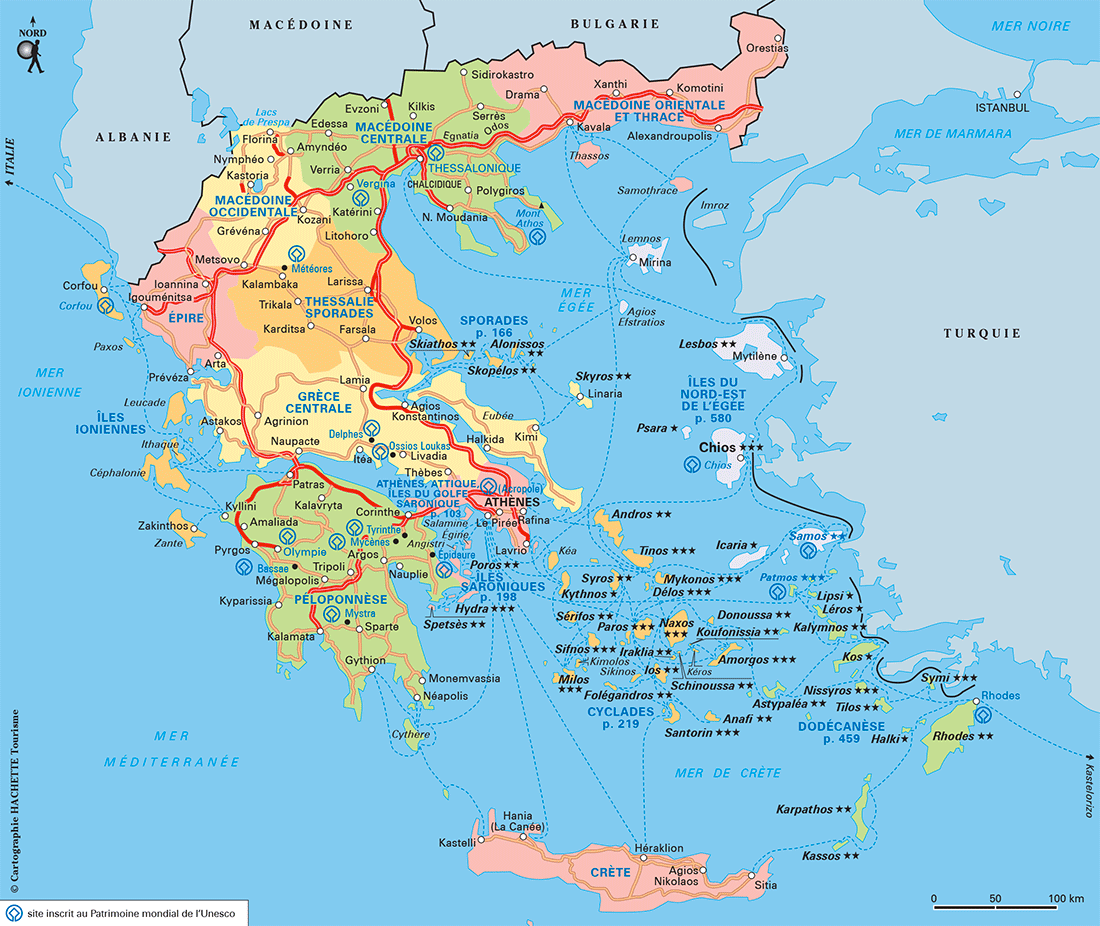 NORD
MACÉDOINE
BULGARIE
MER NOIRE
Orestias
Sidirokastro
Xanthi
Komotini
Drama
Evzoni
Kilkis
Serrès
MACÉDOINE ORIENTALE
ET THRACE
ISTANBUL
Lacs
de Prespa
Edessa
MACÉDOINE
CENTRALE
Egnatia Odos
Kavala
Alexandroupolis
MER DE MARMARA
ALBANIE
ITALIE
Florina
Amyndéo
Nymphéo
THESSALONIQUE
Thassos
Verria
Kastoria
Vergina
CHALCIDIQUE
Polygiros
Samothrace
MACÉDOINE
OCCIDENTALE
Katérini
N. Moudania
Mont
Athos
Imroz
Kozani
Grévéna
Litohoro
Lemnos
Metsovo
Météores
Mirina
Corfou
Corfou
Ioannina
Kalambaka
Larissa
Igouménitsa
MER
ÉGÉE
Trikala
THESSALIE
SPORADES
Agios
Efstratios
ÉPIRE
Karditsa
Farsala
Volos
SPORADES
p. 166
TURQUIE
Paxos
Skiathos ★★
Alonissos
★★
Lesbos ★★
Mytilène
Arta
Skopélos ★★
Prévéza
Lamia
Skyros ★★
MER
IONIENNE
Linaria
ÎLES DU
NORD-EST
DE L'ÉGÉE
p. 580
Leucade
GRÈCE
CENTRALE
Agios
Konstantinos
Eubée
ÎLES
IONIENNES
Astakos
Agrinion
Psara ★
Delphes
Halkida
Kimi
Ithaque
Naupacte
Ossios Loukas
Chios ★★★
Chios
Itéa
Livadia
Céphalonie
Thèbes
Patras
ATHÈNES, ATTIQUE,
ÎLES DU GOLFE
SARONIQUE
p. 103
(Acropole)
ATHÈNES
Kyllini
Kalavryta
Corinthe
Salamine
Le Pirée
Rafina
Andros ★★
Zakinthos
Zante
Amaliada
Tyrinthe
Égine
Samos ★★
Pyrgos
Olympie
Mycènes
Angistri
Lavrio
Kéa
Tinos ★★★
Icaria ★
Bassae
Argos
Épidaure
Poros ★★
Tripoli
Nauplie
ÎLES
SARONIQUES
p. 198
Syros ★★
Mykonos ★★★
Patmos ★★★
Mégalopolis
Kythnos ★
Délos ★★★
Lipsi ★
Kyparissia
PÉLOPONNÈSE
Hydra ★★★
Sérifos ★★
Donoussa ★★
Léros ★
Mystra
Spetsès ★★
Paros ★★★
Naxos
★★★
Koufonissia ★★
Kalymnos ★★
Kalamata
Sparte
Sifnos ★★★
Iraklia ★★
Kimolos
Sikinos
Ios ★★
Kéros
Amorgos ★★★
Kos ★
Gythion
Monemvassia
Milos
★★★
Schinoussa ★★
Symi ★★★
Folégandros ★★
Nissyros ★★★
Rhodes
Néapolis
Astypaléa ★★
Tilos ★★
CYCLADES
p. 219
Anafi ★★
DODÉCANÈSE
p. 459
Cythère
Santorin ★★★
Halki ★
Rhodes ★★
MER
MÉDITERRANÉE
MER DE CRÈTE
Kastelorizo
Karpathos ★★
Hania
(La Canée)
Kastelli
Héraklion
Kassos ★★
CRÈTE
Agios
Nikolaos
Sitia
0 50 100 km
© Cartographie HACHETTE Tourisme
site inscrit au Patrimoine mondial de l'Unesco